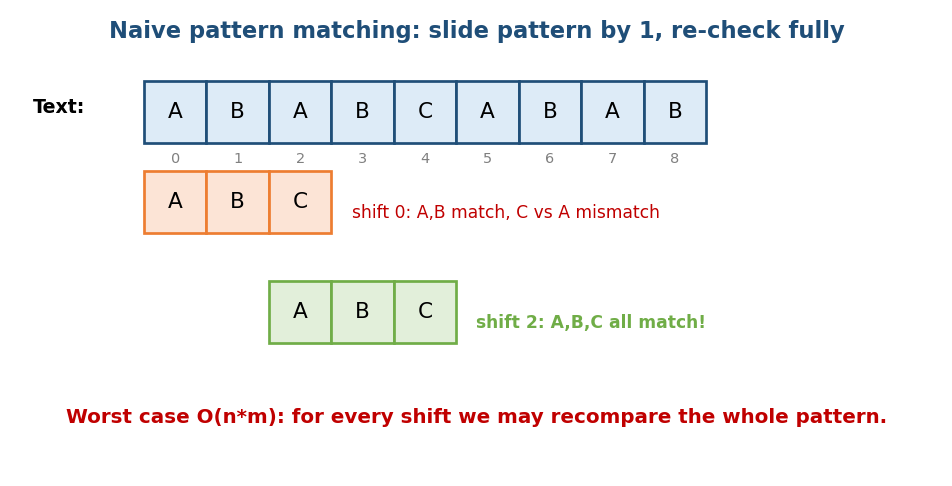 Naive pattern matching: slide pattern by 1, re-check fully
Text: A B A B C A B A B
0 1 2 3 4 5 6 7 8
A B C shift 0: A,B match, C vs A mismatch
A B C shift 2: A,B,C all match!
Worst case O(n*m): for every shift we may recompare the whole pattern.